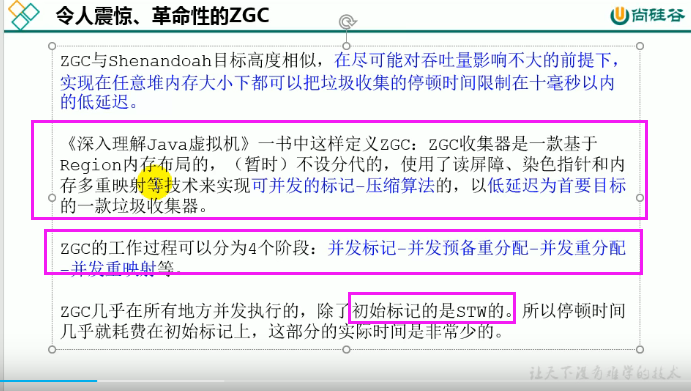 令人震惊、革命性的ZGC
尚硅谷
ZGC与Shenandoah目标高度相似，在尽可能对吞吐量影响不大的前提下，
实现在任意堆内存大小下都可以把垃圾收集的停顿时间限制在十毫秒以内
的低延迟。
《深入理解Java虚拟机》一书中这样定义ZGC：ZGC收集器是一款基于
Region内存布局的，（暂时）不设分代的，使用了读屏障、染色指针和内
存多重映射等技术来实现可并发的标记-压缩算法的，以低延迟为首要目标
的一款垃圾收集器。
ZGC的工作过程可以分为4个阶段：并发标记-并发预备重分配-并发重分配
-并发重映射等。
ZGC几乎在所有地方并发执行的，除了初始标记的是STW的。所以停顿时间
几乎就耗费在初始标记上，这部分的实际时间是非常少的。
让天下没有难学的技术